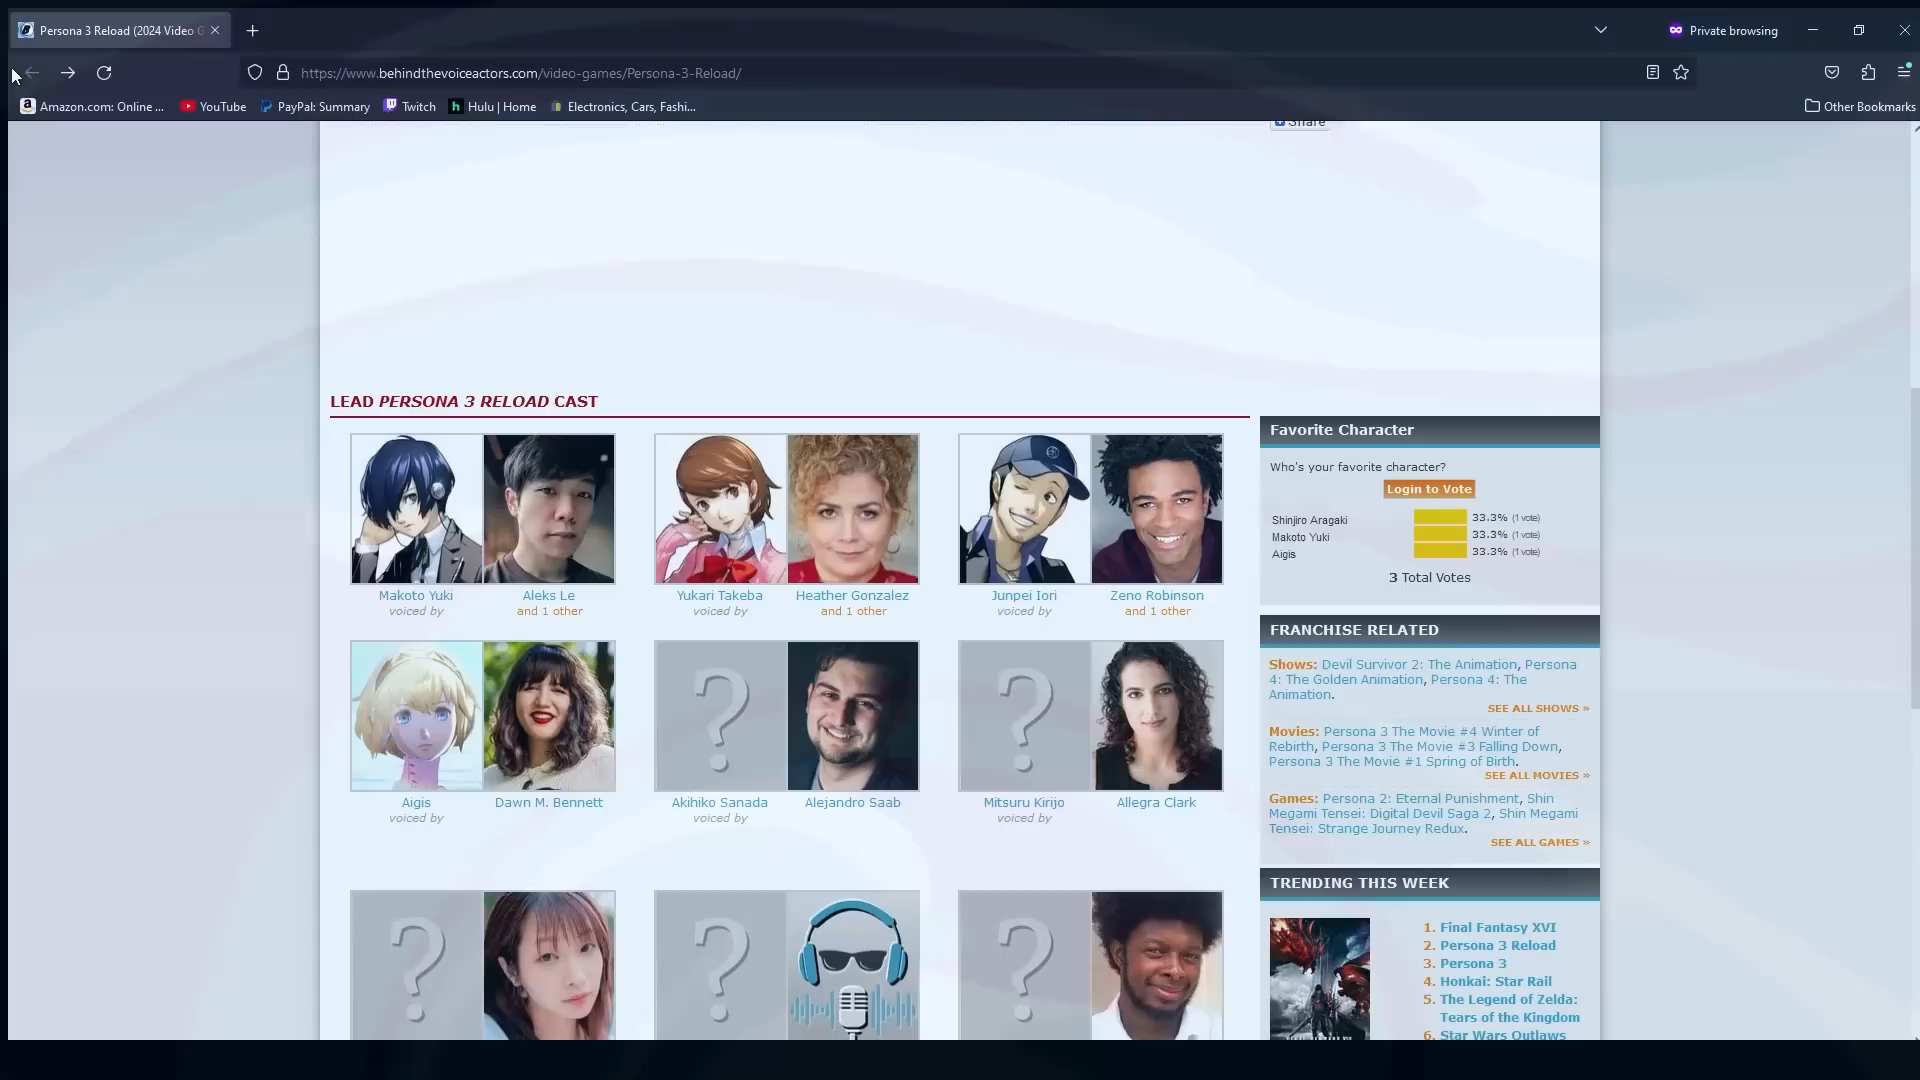 Persona 3 Reload (2024 Video G
Private browsing
https://www.behindthevoiceactors.com/video-games/Persona-3-Reload/
Amazon.com: Online ...
YouTube
PayPal: Summary
Twitch
Hulu | Home
Electronics, Cars, Fashi...
Other Bookmarks
Share
LEAD PERSONA 3 RELOAD CAST
Makoto Yuki
voiced by
Aleks Le
and 1 other
Yukari Takeba
voiced by
Heather Gonzalez
and 1 other
Junpei Iori
voiced by
Zeno Robinson
and 1 other
Aigis
voiced by
Dawn M. Bennett
Akihiko Sanada
voiced by
Alejandro Saab
Mitsuru Kirijo
voiced by
Allegra Clark
?
?
?
?
?
Favorite Character
Who's your favorite character?
Login to Vote
Shinjiro Aragaki 33.3% (1 vote)
Makoto Yuki 33.3% (1 vote)
Aigis 33.3% (1 vote)
3 Total Votes
FRANCHISE RELATED
Shows: Devil Survivor 2: The Animation, Persona
4: The Golden Animation, Persona 4: The
Animation.
SEE ALL SHOWS »
Movies: Persona 3 The Movie #4 Winter of
Rebirth, Persona 3 The Movie #3 Falling Down,
Persona 3 The Movie #1 Spring of Birth.
SEE ALL MOVIES »
Games: Persona 2: Eternal Punishment, Shin
Megami Tensei: Digital Devil Saga 2, Shin Megami
Tensei: Strange Journey Redux.
SEE ALL GAMES »
TRENDING THIS WEEK
1. Final Fantasy XVI
2. Persona 3 Reload
3. Persona 3
4. Honkai: Star Rail
5. The Legend of Zelda:
Tears of the Kingdom
6. Star Wars Outlaws